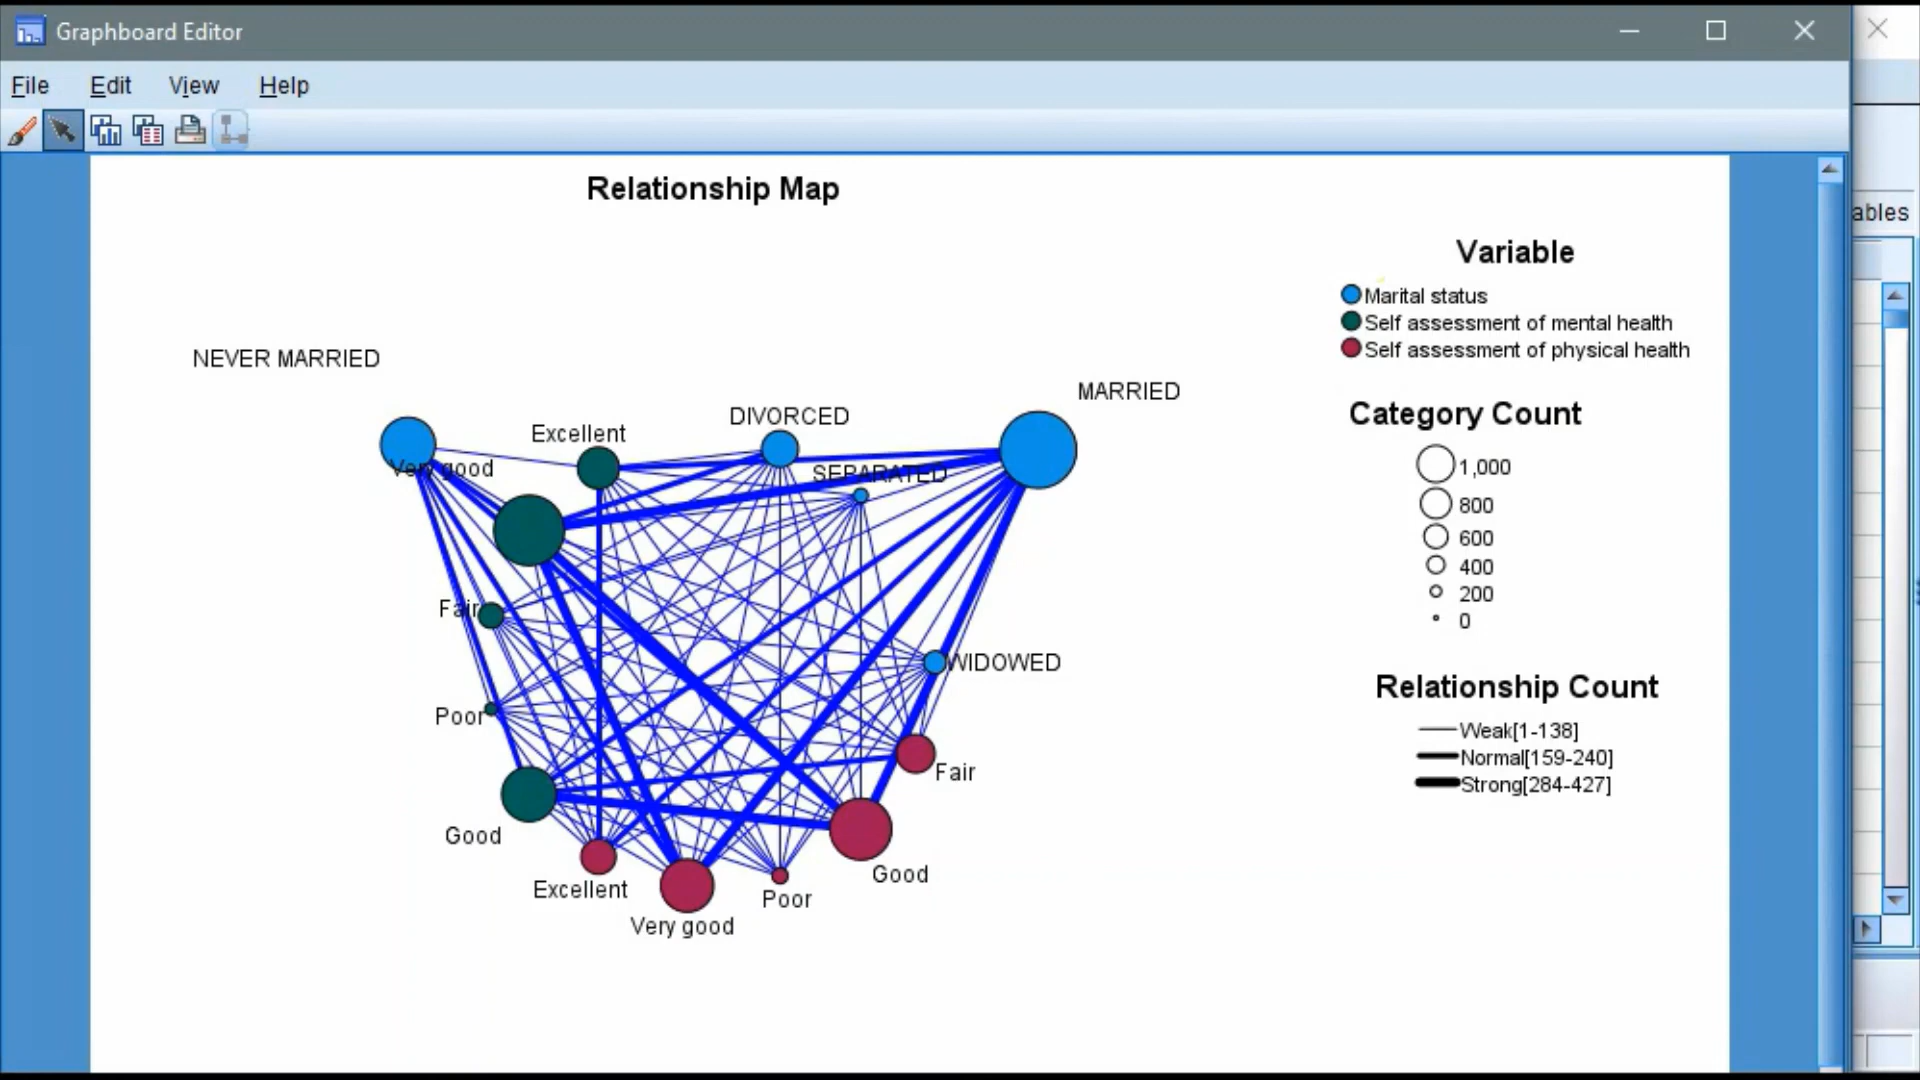 Graphboard Editor
File Edit View Help
Relationship Map
ables
Variable
Marital status
Self assessment of mental health
Self assessment of physical health
NEVER MARRIED
MARRIED
Category Count
DIVORCED
Excellent
Very good
SEPARATED
1,000
800
600
400
200
0
Fair
WIDOWED
Relationship Count
Poor
Weak[1-138]
Normal[159-240]
Strong[284-427]
Fair
Good
Good
Excellent
Poor
Very good